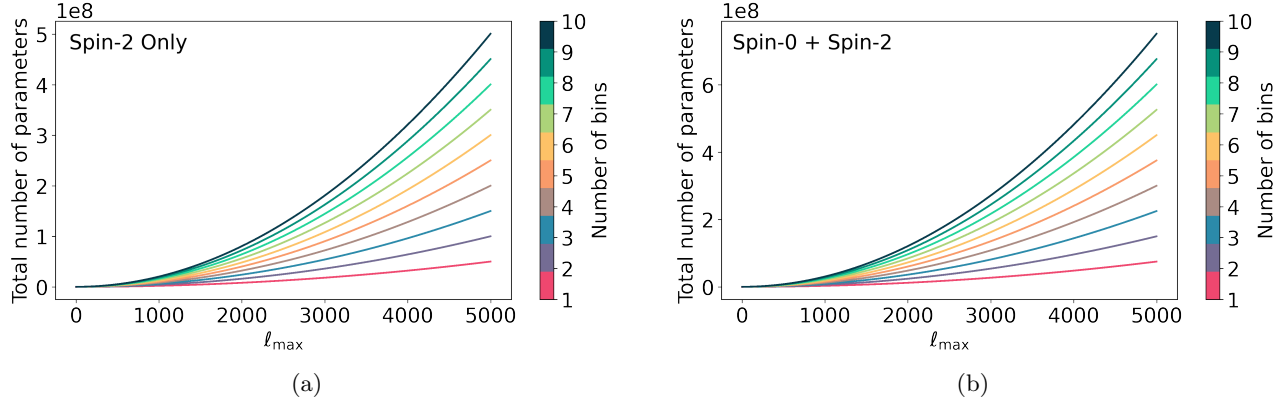 1e8
Spin-2 Only
Total number of parameters
5
4
3
2
1
0
0 1000 2000 3000 4000 5000
ℓmax
10
9
8
7
6
5
4
3
2
1
Number of bins
(a)
1e8
Spin-0 + Spin-2
Total number of parameters
6
4
2
0
0 1000 2000 3000 4000 5000
ℓmax
10
9
8
7
6
5
4
3
2
1
Number of bins
(b)